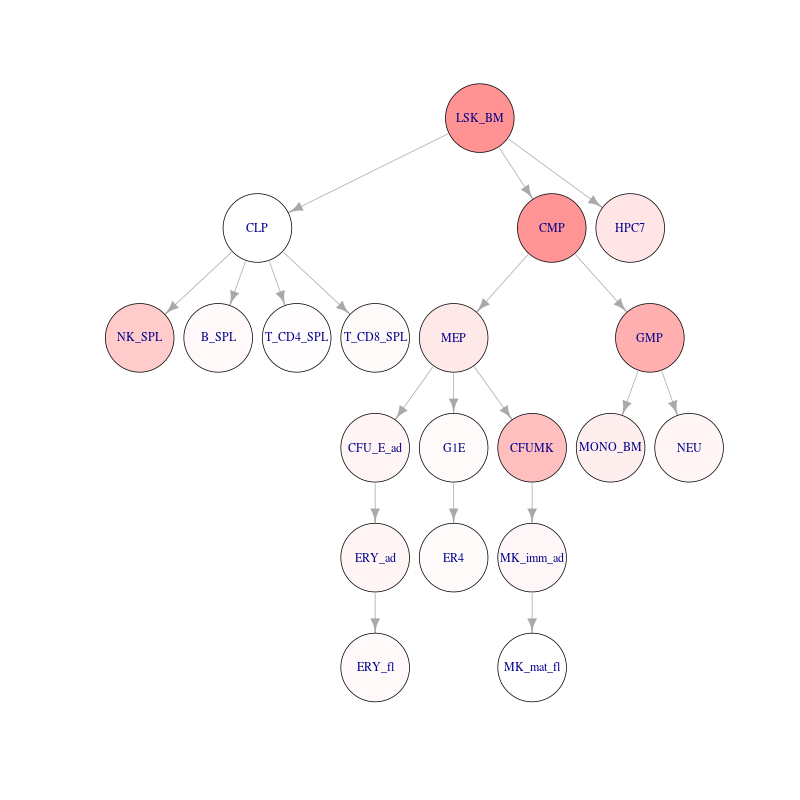 LSK_BM
CLP
CMP
HPC7
NK_SPL
B_SPL
T_CD4_SPL
T_CD8_SPL
MEP
GMP
CFU_E_ad
G1E
CFUMK
MONO_BM
NEU
ERY_ad
ER4
MK_imm_ad
ERY_fl
MK_mat_fl